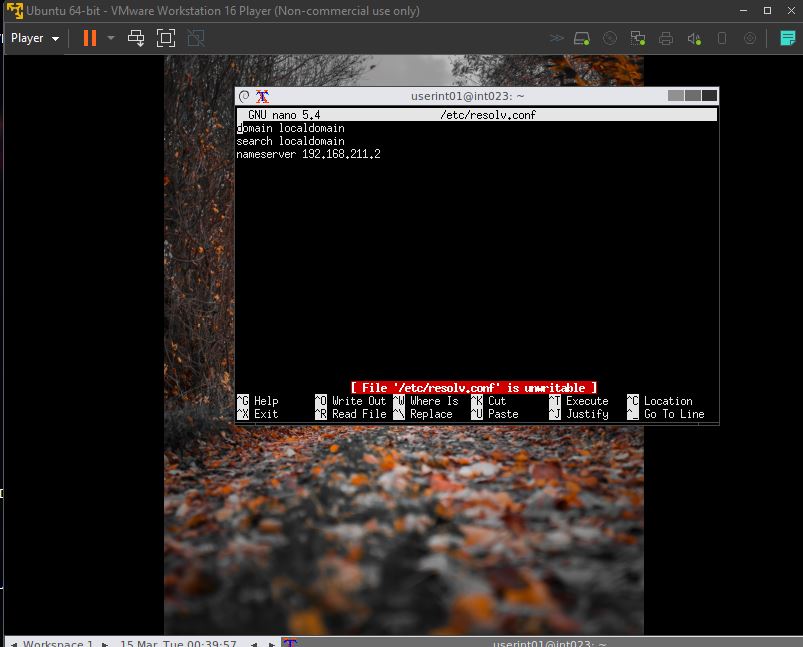 Ubuntu 64-bit - VMware Workstation 16 Player (Non-commercial use only)
Player
userint01@int023: ~
GNU nano 5.4 /etc/resolv.conf
domain localdomain
search localdomain
nameserver 192.168.211.2
[ File '/etc/resolv.conf' is unwritable ]
^G Help ^O Write Out ^W Where Is ^K Cut ^T Execute ^C Location
^X Exit ^R Read File ^\ Replace ^U Paste ^J Justify ^_ Go To Line
Workspace 1 15 Mar, Tue 00:39:57 userint01@int023: ~